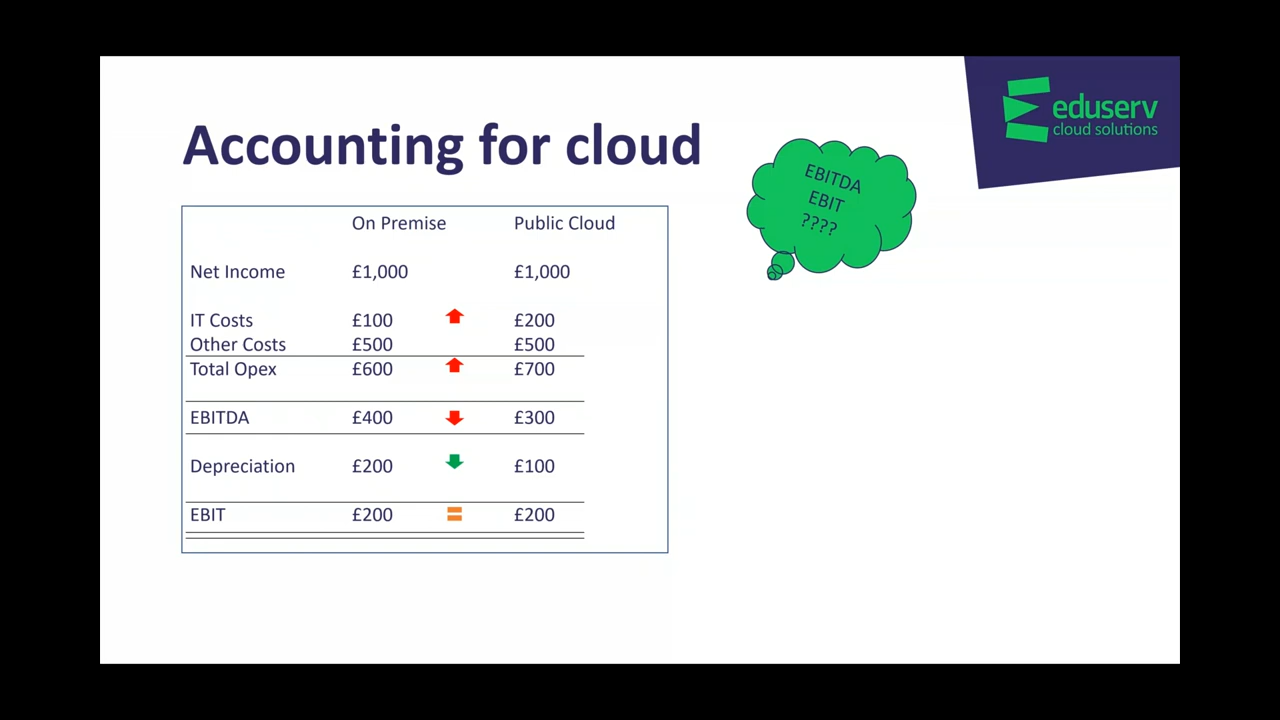 Accounting for cloud
eduserv
cloud solutions
EBITDA
EBIT
????
On Premise Public Cloud
Net Income £1,000 £1,000
IT Costs £100 £200
Other Costs £500 £500
Total Opex £600 £700
EBITDA £400 £300
Depreciation £200 £100
EBIT £200 £200